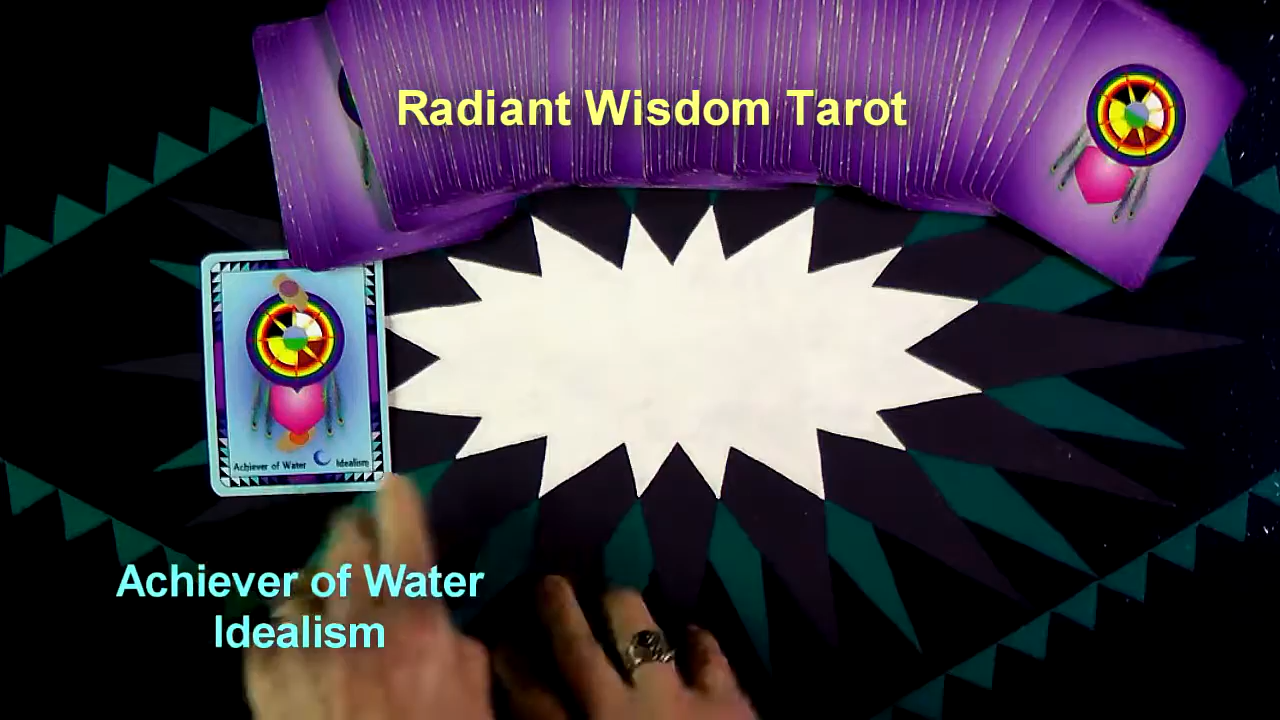 Radiant Wisdom Tarot
Achiever of Water Idealism
Achiever of Water
Idealism